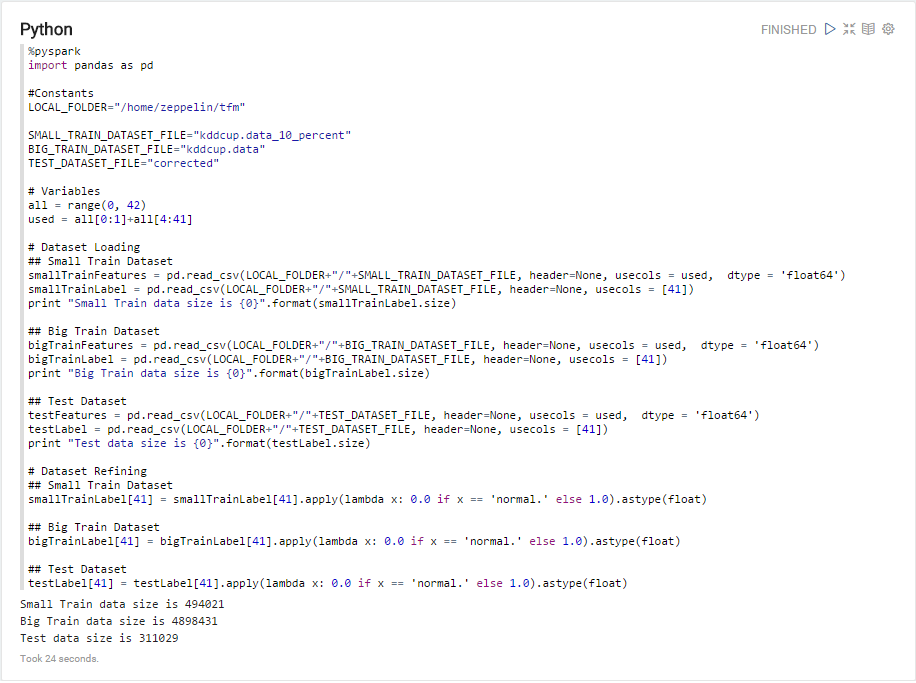 Python
FINISHED
%pyspark
import pandas as pd
#Constants
LOCAL_FOLDER="/home/zeppelin/tfm"
SMALL_TRAIN_DATASET_FILE="kddcup.data_10_percent"
BIG_TRAIN_DATASET_FILE="kddcup.data"
TEST_DATASET_FILE="corrected"
# Variables
all = range(0, 42)
used = all[0:1]+all[4:41]
# Dataset Loading
## Small Train Dataset
smallTrainFeatures = pd.read_csv(LOCAL_FOLDER+"/"+SMALL_TRAIN_DATASET_FILE, header=None, usecols = used,  dtype = 'float64')
smallTrainLabel = pd.read_csv(LOCAL_FOLDER+"/"+SMALL_TRAIN_DATASET_FILE, header=None, usecols = [41])
print "Small Train data size is {0}".format(smallTrainLabel.size)
## Big Train Dataset
bigTrainFeatures = pd.read_csv(LOCAL_FOLDER+"/"+BIG_TRAIN_DATASET_FILE, header=None, usecols = used,  dtype = 'float64')
bigTrainLabel = pd.read_csv(LOCAL_FOLDER+"/"+BIG_TRAIN_DATASET_FILE, header=None, usecols = [41])
print "Big Train data size is {0}".format(bigTrainLabel.size)
## Test Dataset
testFeatures = pd.read_csv(LOCAL_FOLDER+"/"+TEST_DATASET_FILE, header=None, usecols = used,  dtype = 'float64')
testLabel = pd.read_csv(LOCAL_FOLDER+"/"+TEST_DATASET_FILE, header=None, usecols = [41])
print "Test data size is {0}".format(testLabel.size)
# Dataset Refining
## Small Train Dataset
smallTrainLabel[41] = smallTrainLabel[41].apply(lambda x: 0.0 if x == 'normal.' else 1.0).astype(float)
## Big Train Dataset
bigTrainLabel[41] = bigTrainLabel[41].apply(lambda x: 0.0 if x == 'normal.' else 1.0).astype(float)
## Test Dataset
testLabel[41] = testLabel[41].apply(lambda x: 0.0 if x == 'normal.' else 1.0).astype(float)
Small Train data size is 494021
Big Train data size is 4898431
Test data size is 311029
Took 24 seconds.